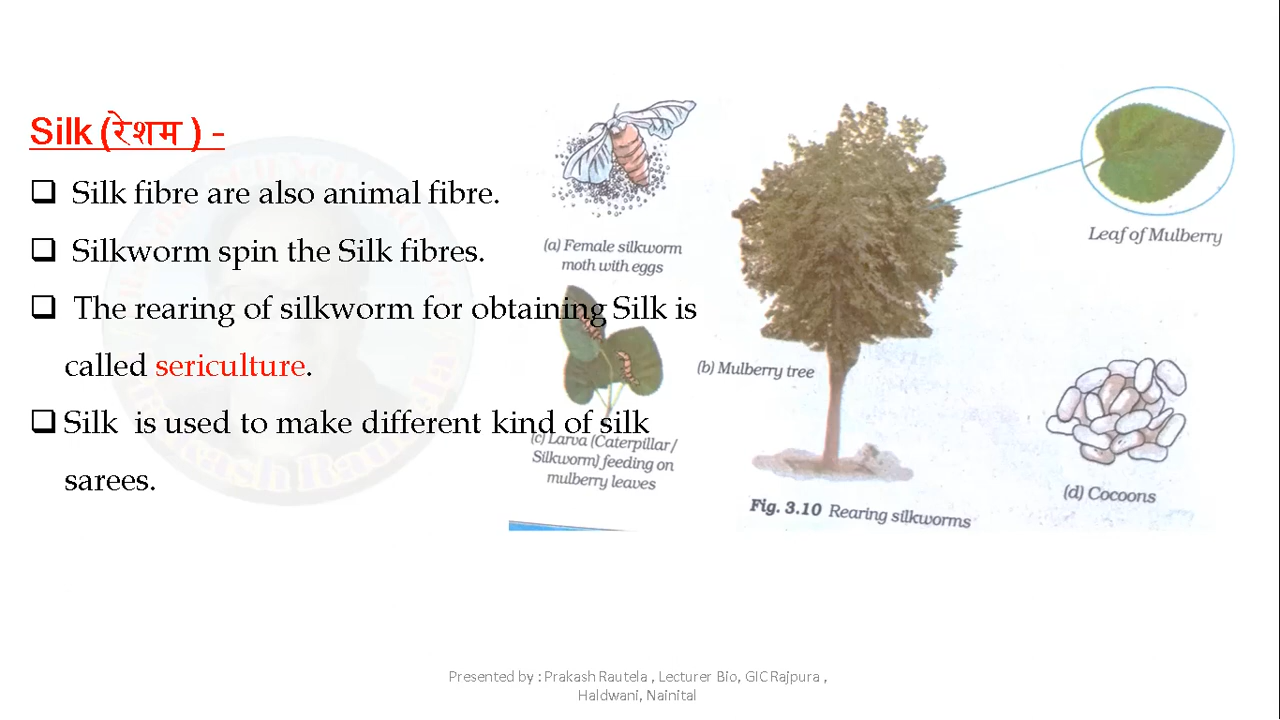 Silk (रेशम ) -
Silk fibre are also animal fibre.
Silkworm spin the Silk fibres.
The rearing of silkworm for obtaining Silk is
called sericulture.
Silk is used to make different kind of silk
sarees.
(a) Female silkworm
moth with eggs
Leaf of Mulberry
(b) Mulberry tree
(c) Larva (Caterpillar/
Silkworm) feeding on
mulberry leaves
(d) Cocoons
Fig. 3.10 Rearing silkworms
Presented by : Prakash Rautela , Lecturer Bio, GIC Rajpura ,
Haldwani, Nainital